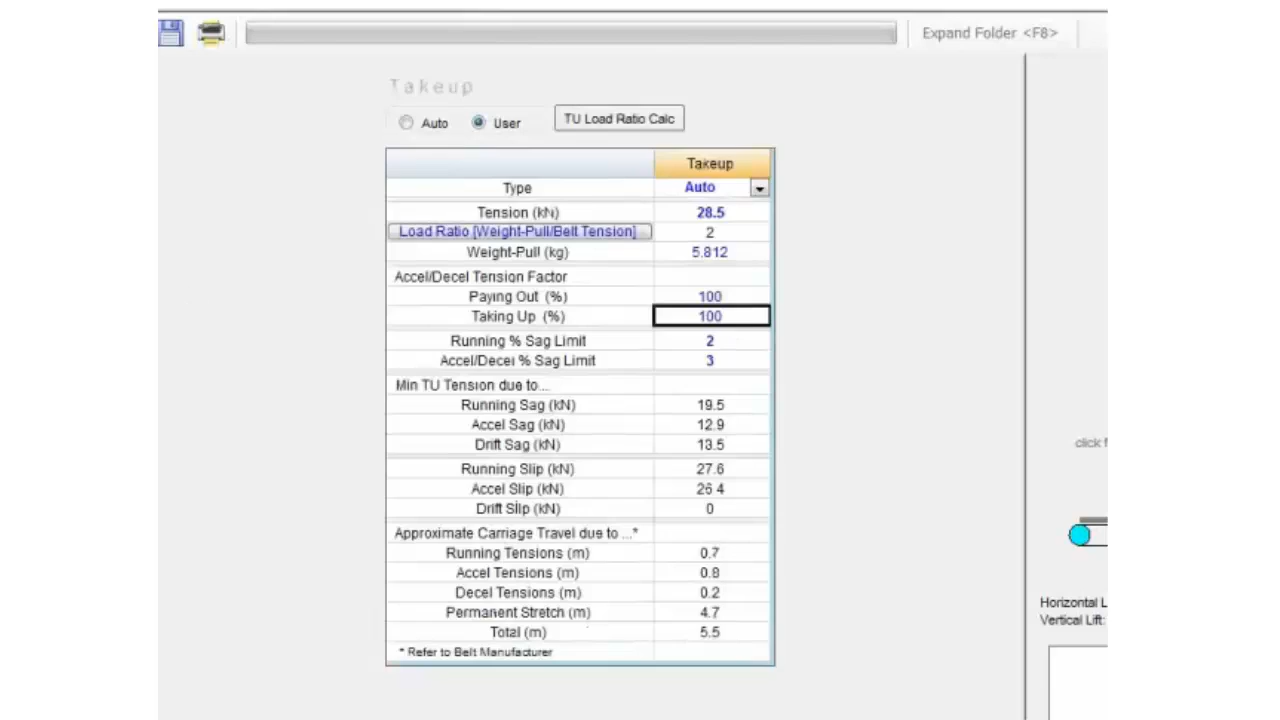 Expand Folder <F8>
Takeup
Auto User TU Load Ratio Calc
Takeup
Type Auto
Tension (kN) 28.5
Load Ratio [Weight-Pull/Belt Tension] 2
Weight-Pull (kg) 5,812
Accel/Decel Tension Factor
Paying Out (%) 100
Taking Up (%) 100
Running % Sag Limit 2
Accel/Decel % Sag Limit 3
Min TU Tension due to...
Running Sag (kN) 19.5
Accel Sag (kN) 12.9
Drift Sag (kN) 13.5
Running Slip (kN) 27.6
Accel Slip (kN) 26.4
Drift Slip (kN) 0
Approximate Carriage Travel due to ...*
Running Tensions (m) 0.7
Accel Tensions (m) 0.8
Decel Tensions (m) 0.2
Permanent Stretch (m) 4.7
Total (m) 5.5
* Refer to Belt Manufacturer
click f
Horizontal L
Vertical Lift: